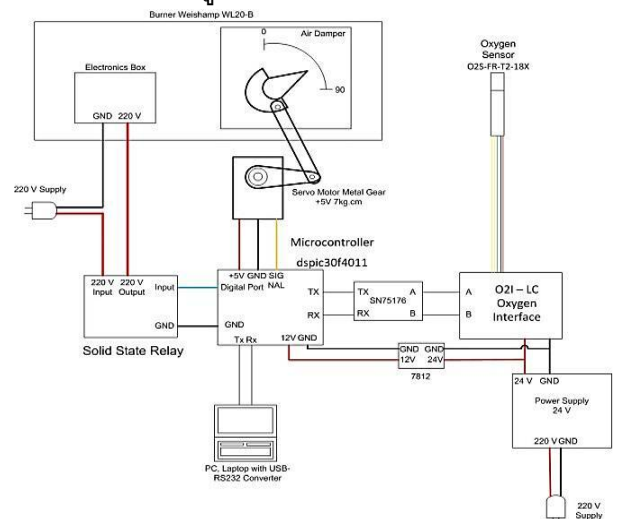 Burner Weishamp WL20-B
Air Damper
0
90
Electronics Box
GND 220 V
Oxygen
Sensor
O2S-FR-T2-18X
220 V Supply
Servo Motor Metal Gear
+5V 7kg.cm
Microcontroller
dspic30f4011
220 V 220 V
Input Output
Input
GND
Solid State Relay
+5V GND SIG
NAL
Digital Port
TX
RX
GND
12V GND
Tx Rx
TX A
SN75176
RX B
A
B
O2I – LC
Oxygen
Interface
GND GND
12V 24V
7812
24 V GND
Power Supply
24 V
220 V GND
220 V
Supply
PC, Laptop with USB-
RS232 Converter